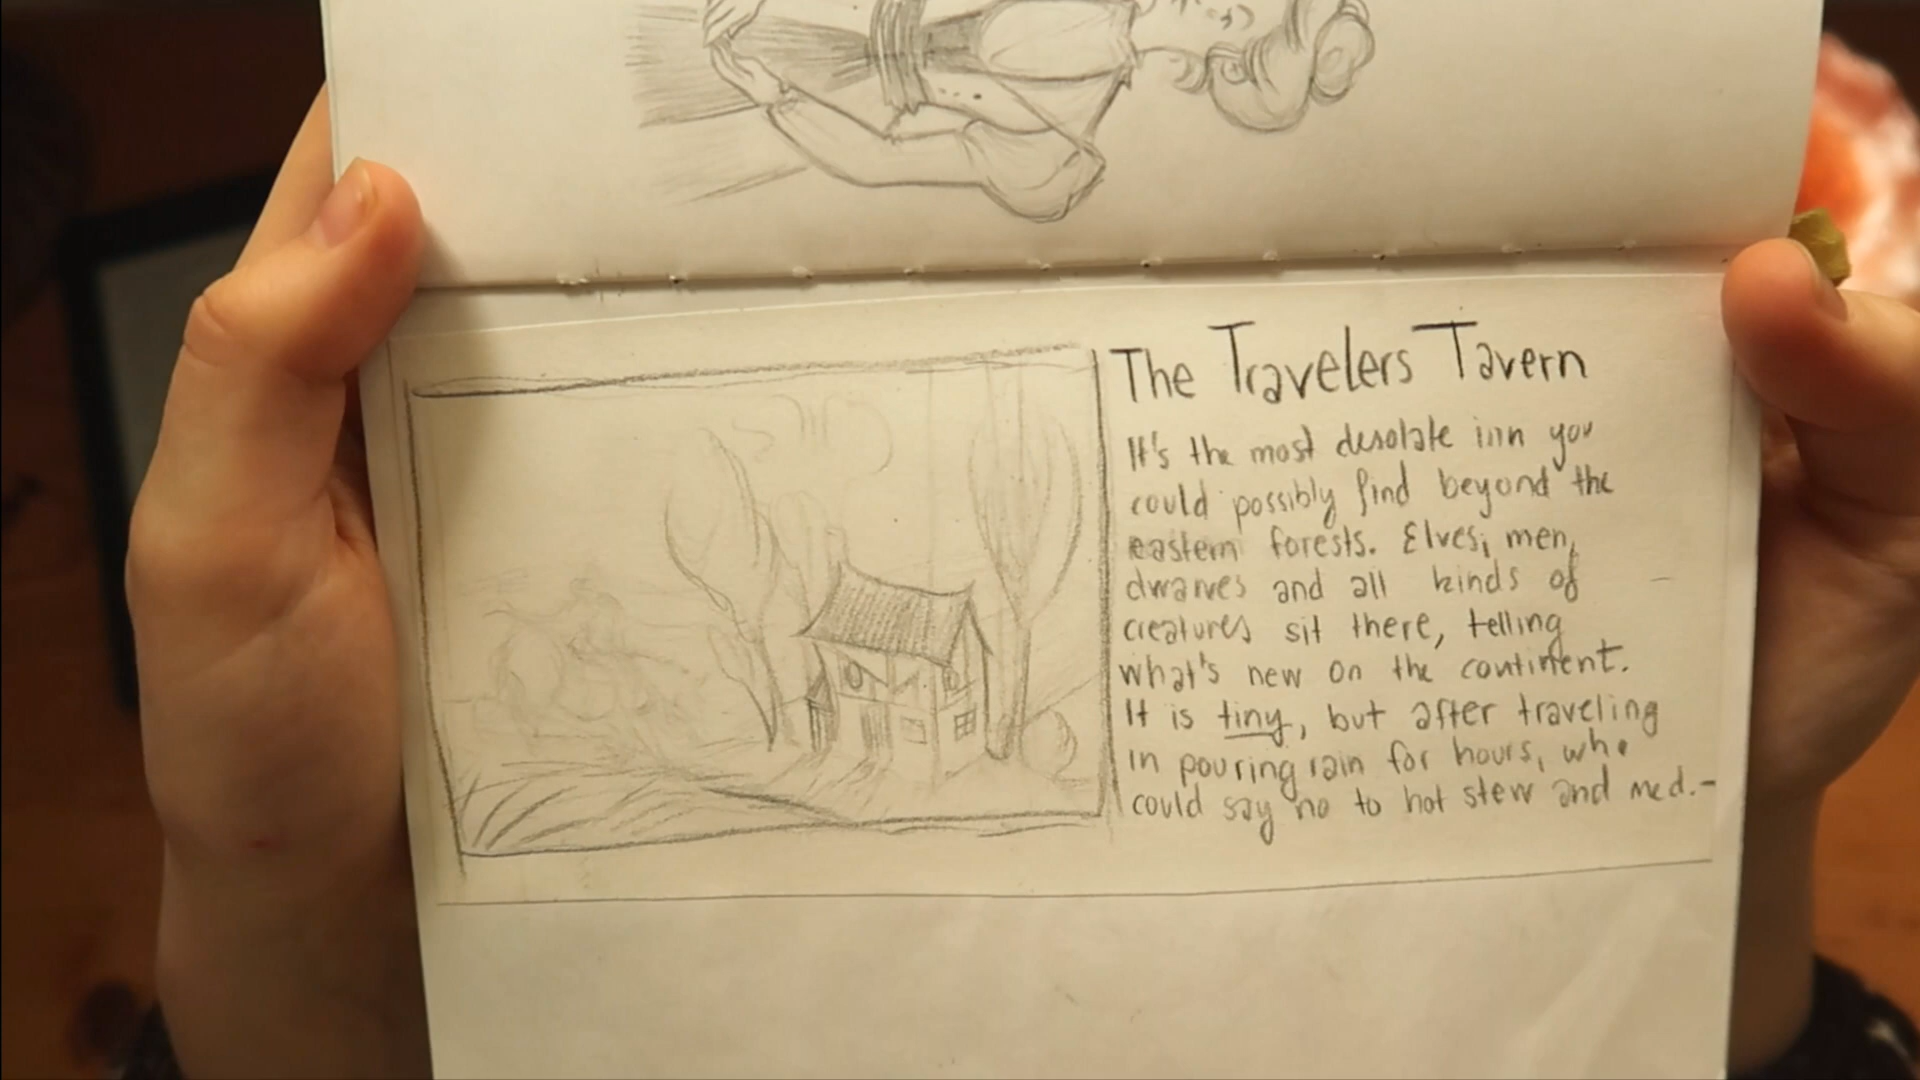 The Travelers Tavern
It's the most desolate inn you
could possibly find beyond the
eastern forests. Elves, men,
dwarves and all kinds of
creatures sit there, telling
what's new on the continent.
It is tiny, but after traveling
in pouring rain for hours, who
could say no to hot stew and med.-